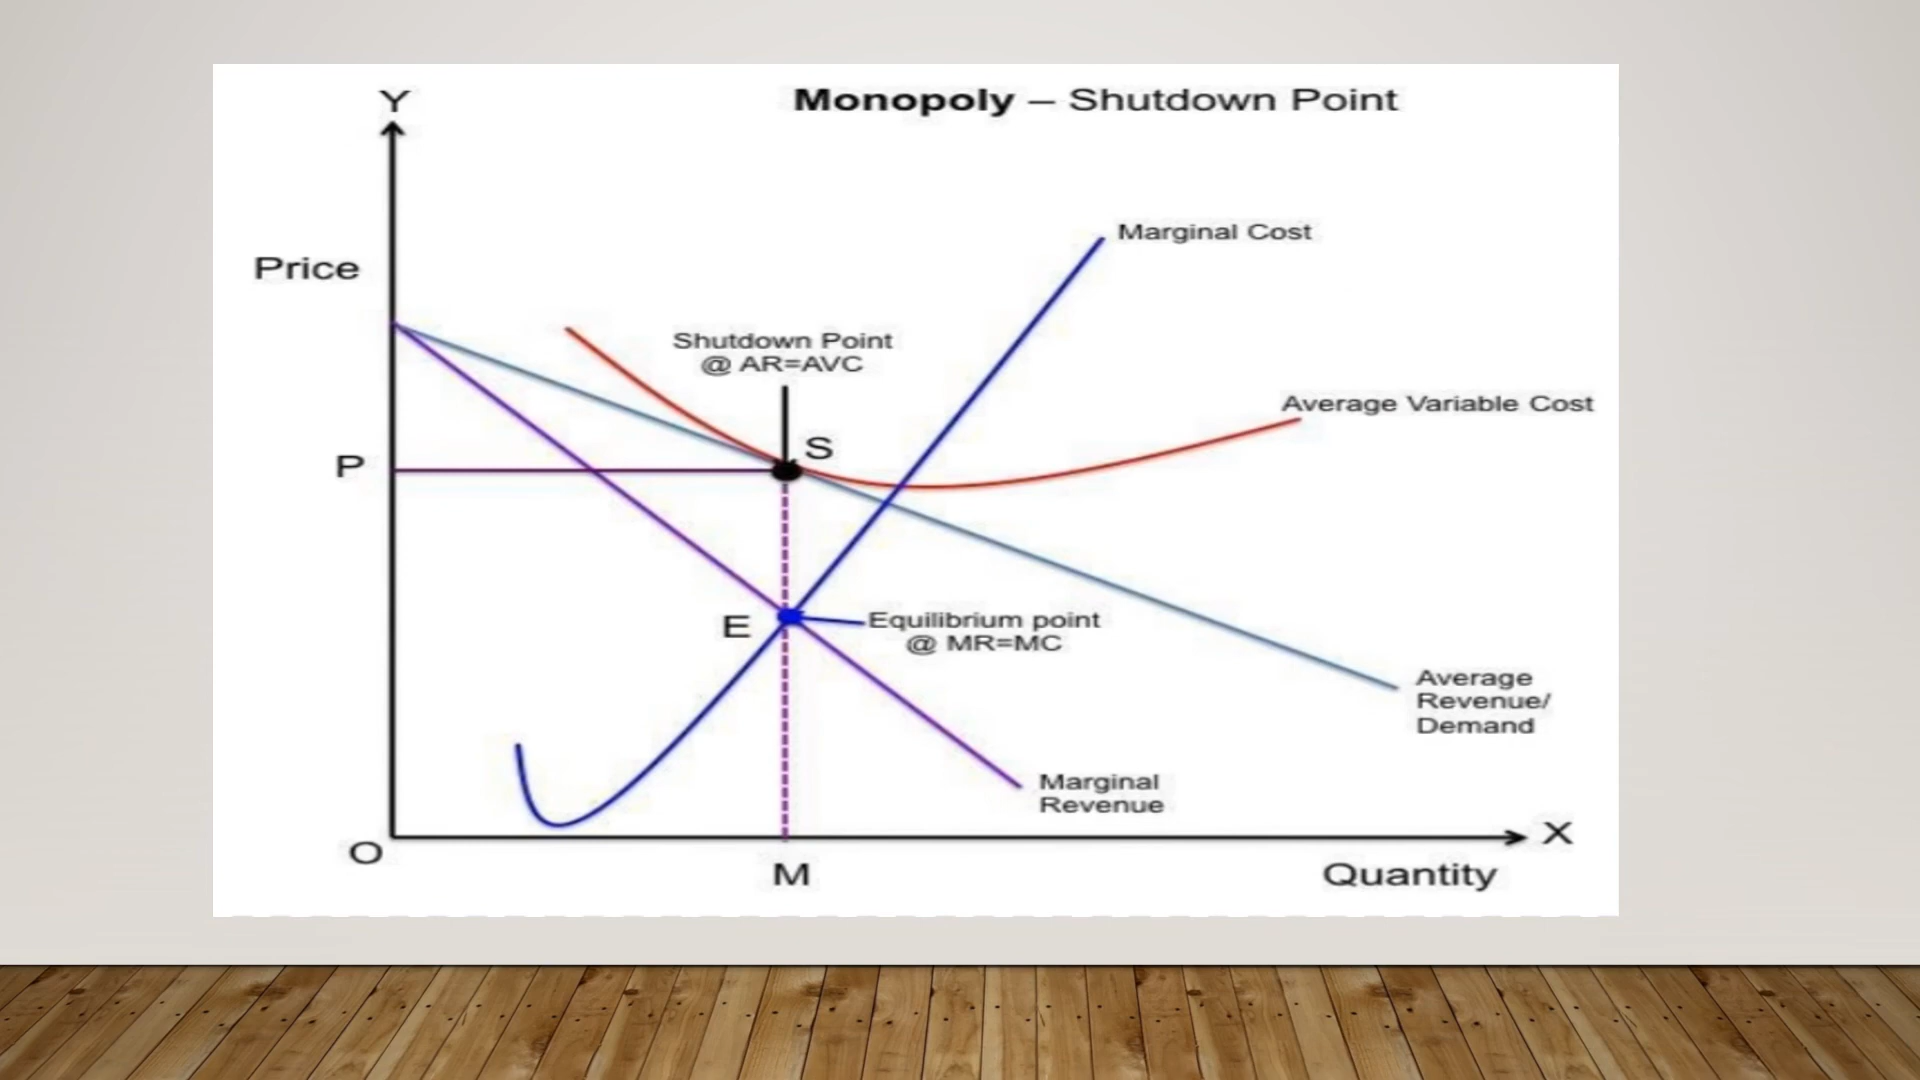 Y
Monopoly – Shutdown Point
Marginal Cost
Price
Shutdown Point
@ AR=AVC
Average Variable Cost
S
P
E
Equilibrium point
@ MR=MC
Average
Revenue/
Demand
Marginal
Revenue
X
O
M
Quantity